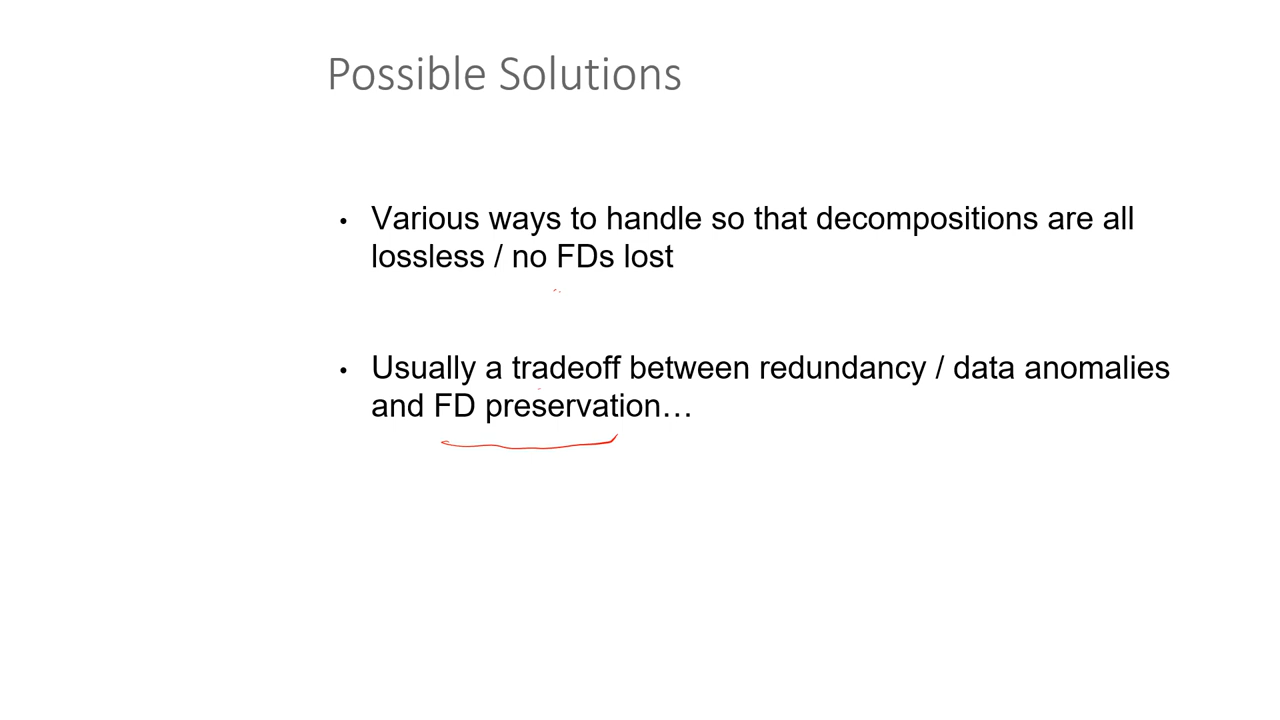 Possible Solutions
• Various ways to handle so that decompositions are all
lossless / no FDs lost
• Usually a tradeoff between redundancy / data anomalies
and FD preservation…